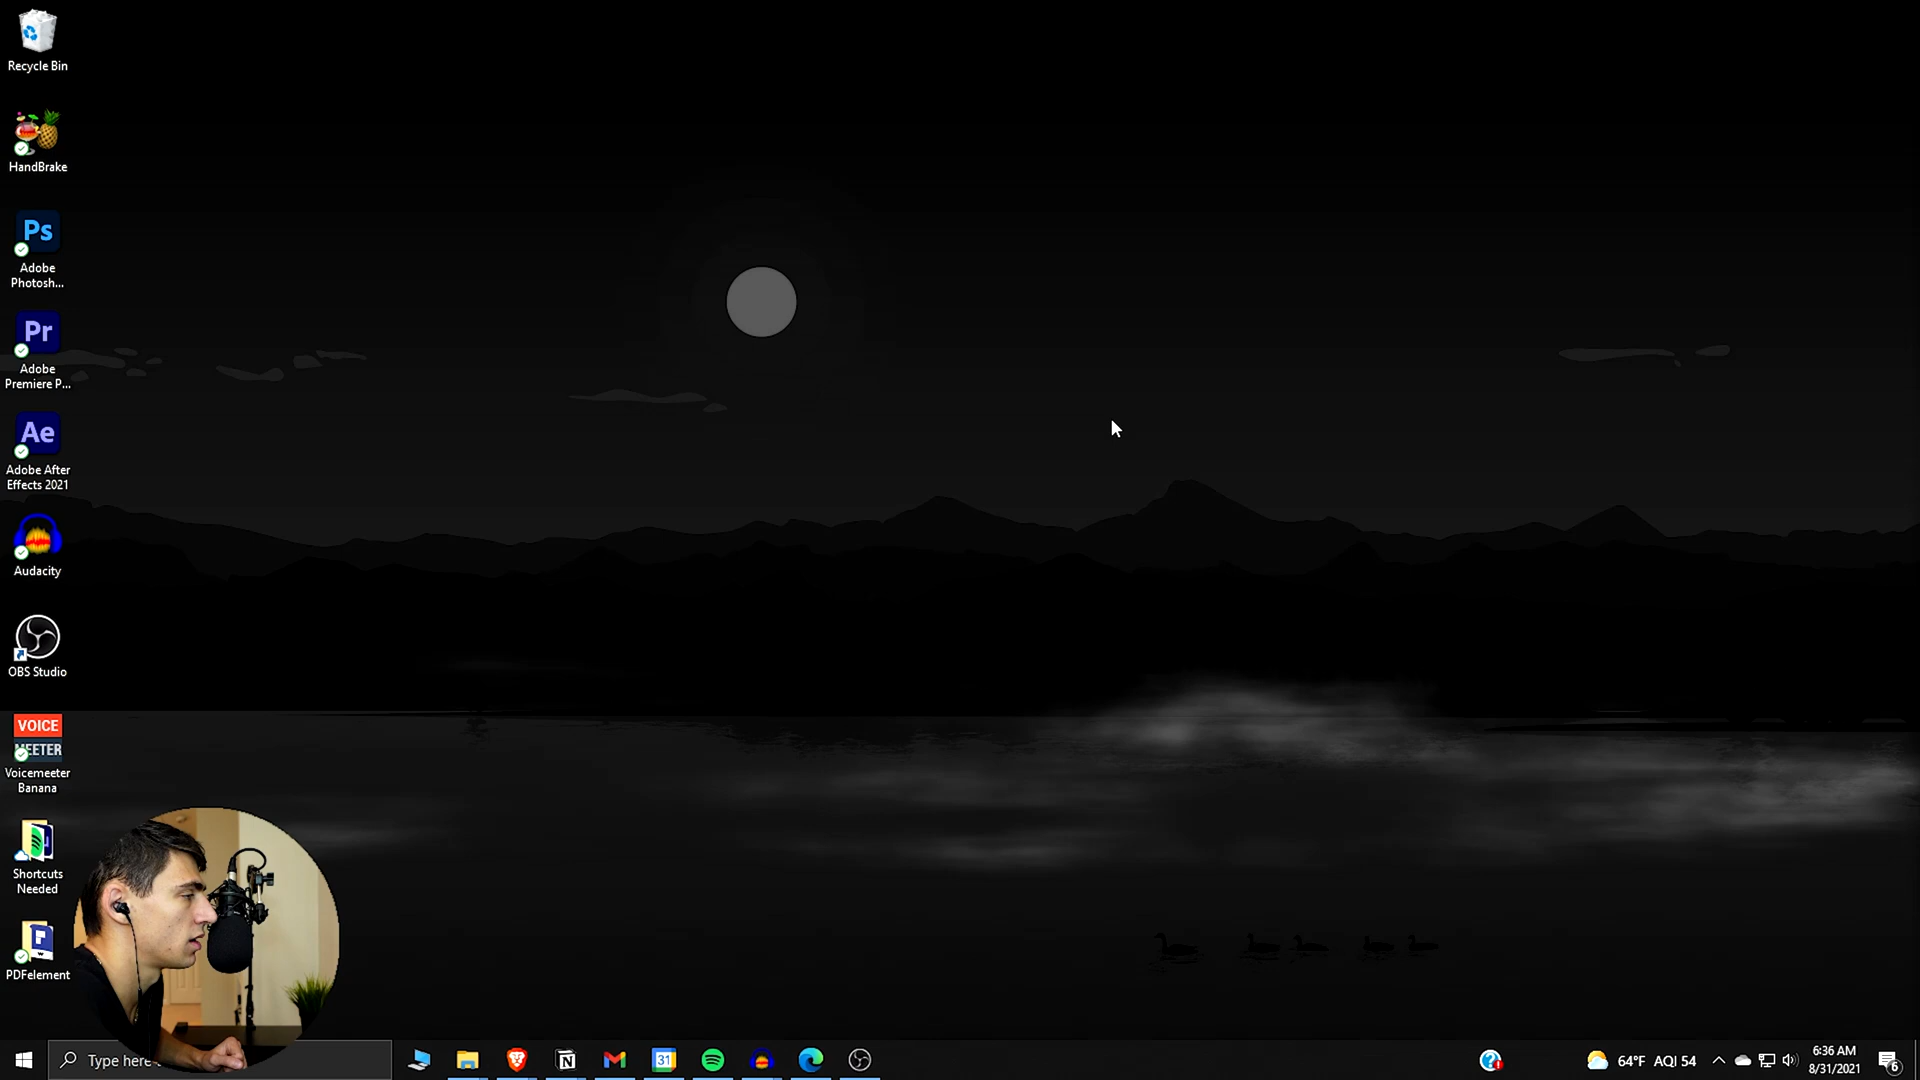 Recycle Bin
HandBrake
Ps
Adobe
Photosh...
Pr
Adobe
Premiere P...
Ae
Adobe After
Effects 2021
Audacity
OBS Studio
VOICE
MEETER
Voicemeeter
Banana
Shortcuts
Needed
PDFelement
Type here
31
64°F AQI 54
6:36 AM
8/31/2021
6